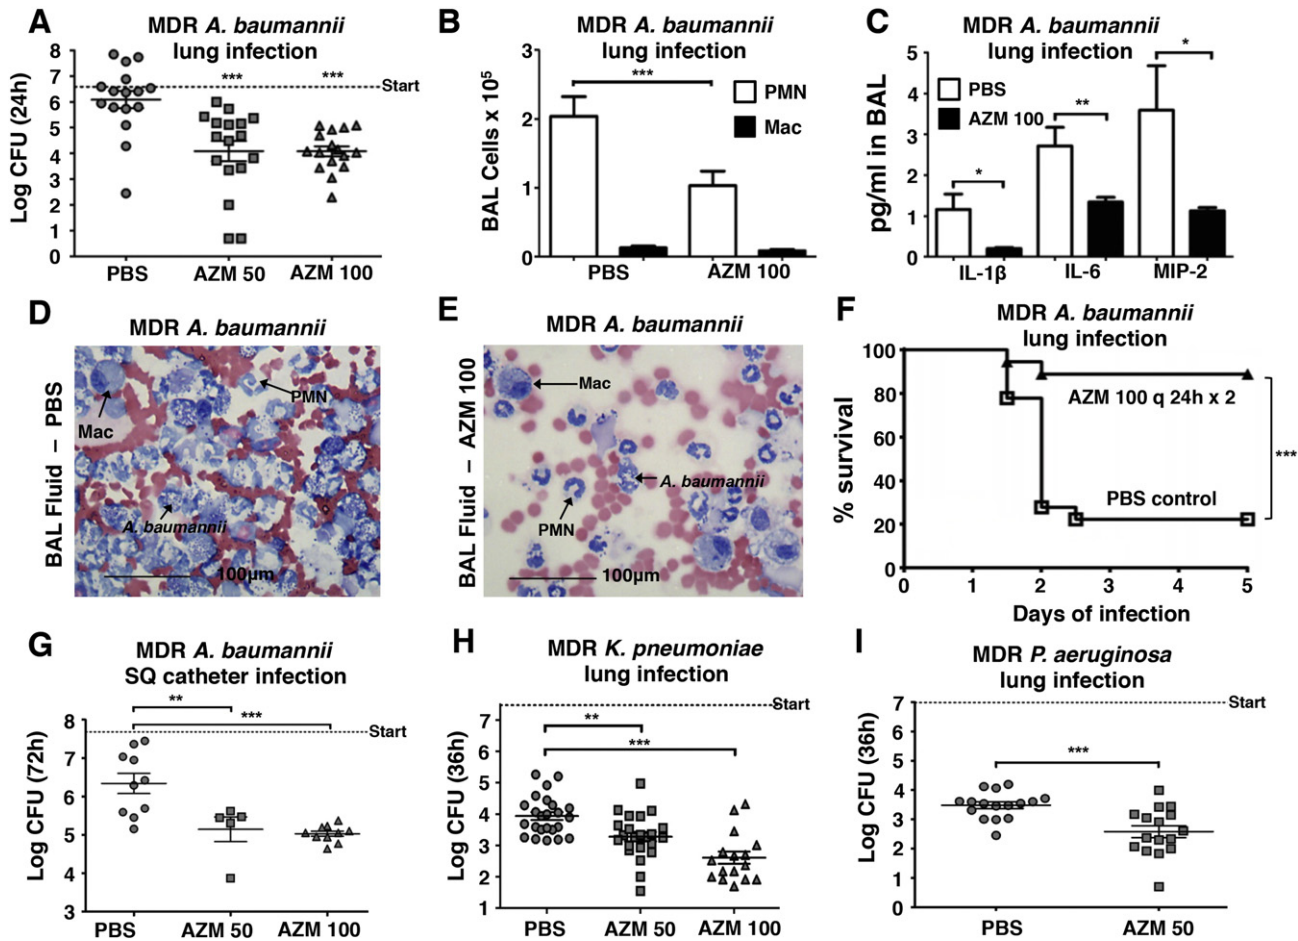 A
MDR A. baumannii
lung infection
Log CFU (24h)
8
7
6
5
4
3
2
1
0
***
***
Start
PBS
AZM 50
AZM 100
B
MDR A. baumannii
lung infection
BAL Cells x 10⁵
3
2
1
0
***
PMN
Mac
PBS
AZM 100
C
MDR A. baumannii
lung infection
pg/ml in BAL
5
4
3
2
1
0
PBS
AZM 100
*
**
*
IL-1β
IL-6
MIP-2
D
MDR A. baumannii
BAL Fluid – PBS
PMN
Mac
A. baumannii
100µm
E
MDR A. baumannii
BAL Fluid – AZM 100
Mac
A. baumannii
PMN
100µm
F
MDR A. baumannii
lung infection
% survival
100
80
60
40
20
0
AZM 100 q 24h x 2
PBS control
***
0
1
2
3
4
5
Days of infection
G
MDR A. baumannii
SQ catheter infection
Log CFU (72h)
8
7
6
5
4
3
**
***
Start
PBS
AZM 50
AZM 100
H
MDR K. pneumoniae
lung infection
Log CFU (36h)
7
6
5
4
3
2
1
Start
**
***
PBS
AZM 50
AZM 100
I
MDR P. aeruginosa
lung infection
Log CFU (36h)
7
6
5
4
3
2
1
0
Start
***
PBS
AZM 50